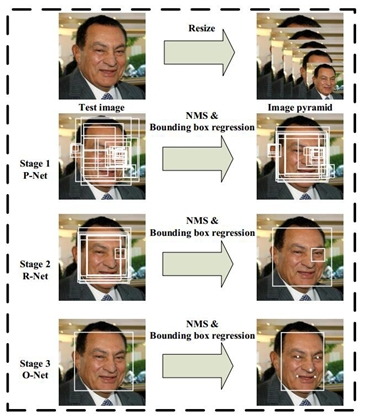 Resize
Test image
Image pyramid
NMS &
Bounding box regression
Stage 1
P-Net
NMS &
Bounding box regression
Stage 2
R-Net
NMS &
Bounding box regression
Stage 3
O-Net